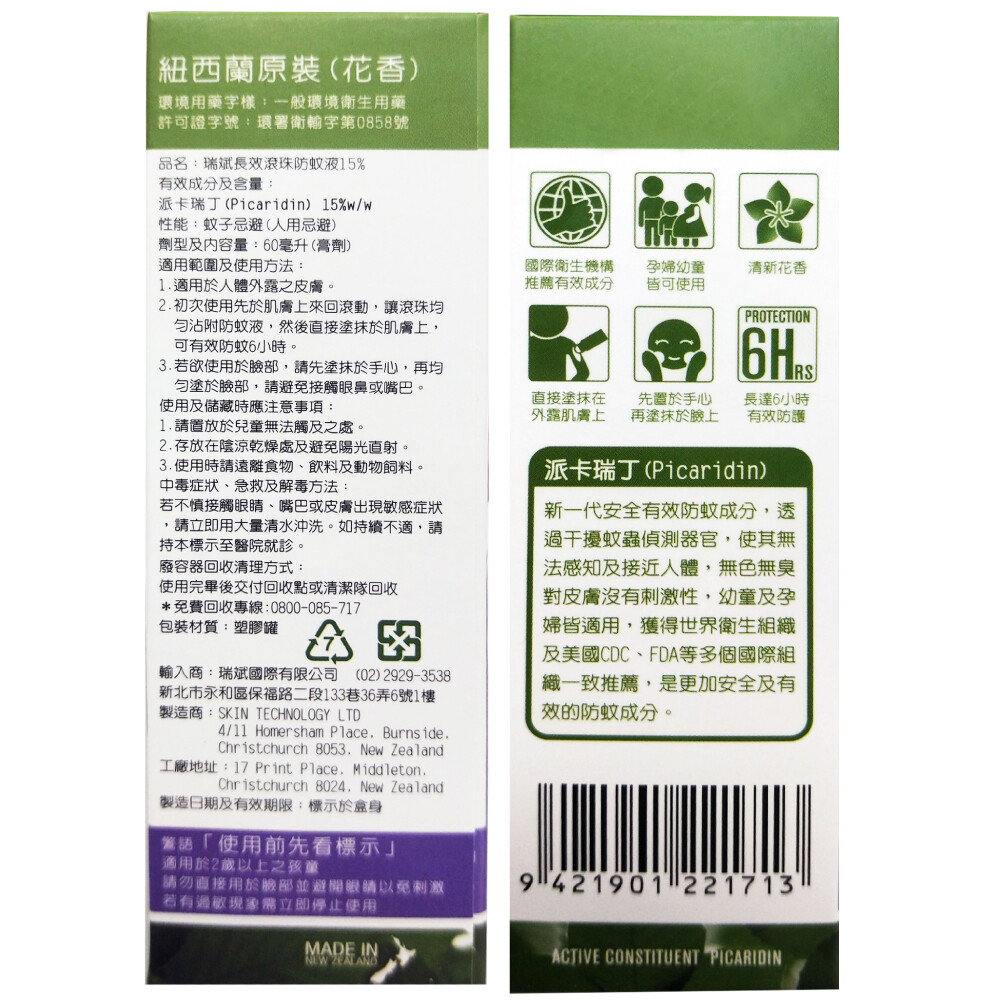 紐西蘭原裝(花香)
環境用藥字樣：一般環境衛生用藥
許可證字號：環署衛輸字第0858號
品名：瑞斌長效滾珠防蚊液15%
有效成分及含量：
派卡瑞丁(Picaridin) 15%w/w
性能：蚊子忌避(人用忌避)
劑型及內容量：60毫升(膏劑)
適用範圍及使用方法：
1.適用於人體外露之皮膚。
2.初次使用先於肌膚上來回滾動，讓滾珠均
勻沾附防蚊液，然後直接塗抹於肌膚上，
可有效防蚊6小時。
3.若欲使用於臉部，請先塗抹於手心，再均
勻塗於臉部，請避免接觸眼鼻或嘴巴。
使用及儲藏時應注意事項：
1.請置放於兒童無法觸及之處。
2.存放在陰涼乾燥處及避免陽光直射。
3.使用時請遠離食物、飲料及動物飼料。
中毒症狀、急救及解毒方法：
若不慎接觸眼睛、嘴巴或皮膚出現敏感症狀
，請立即用大量清水沖洗。如持續不適，請
持本標示至醫院就診。
廢容器回收清理方式：
使用完畢後交付回收點或清潔隊回收
*免費回收專線:0800-085-717
包裝材質：塑膠罐
7
輸入商：瑞斌國際有限公司 (02)2929-3538
新北市永和區保福路二段133巷36弄6號1樓
製造商：SKIN TECHNOLOGY LTD
4/11 Homersham Place. Burnside.
Christchurch 8053. New Zealand
工廠地址：17 Print Place. Middleton.
Christchurch 8024. New Zealand
製造日期及有效期限：標示於盒身
警語「使用前先看標示」
適用於2歲以上之孩童
請勿直接用於臉部並避開眼睛以免刺激
若有過敏現象需立即停止使用
MADE IN
NEW ZEALAND
國際衛生機構
推薦有效成分
孕婦幼童
皆可使用
清新花香
PROTECTION
6HRS
直接塗抹在
外露肌膚上
先置於手心
再塗抹於臉上
長達6小時
有效防護
派卡瑞丁(Picaridin)
新一代安全有效防蚊成分，透
過干擾蚊蟲偵測器官，使其無
法感知及接近人體，無色無臭
對皮膚沒有刺激性，幼童及孕
婦皆適用，獲得世界衛生組織
及美國CDC、FDA等多個國際組
織一致推薦，是更加安全及有
效的防蚊成分。
9 421901 221713
ACTIVE CONSTITUENT PICARIDIN